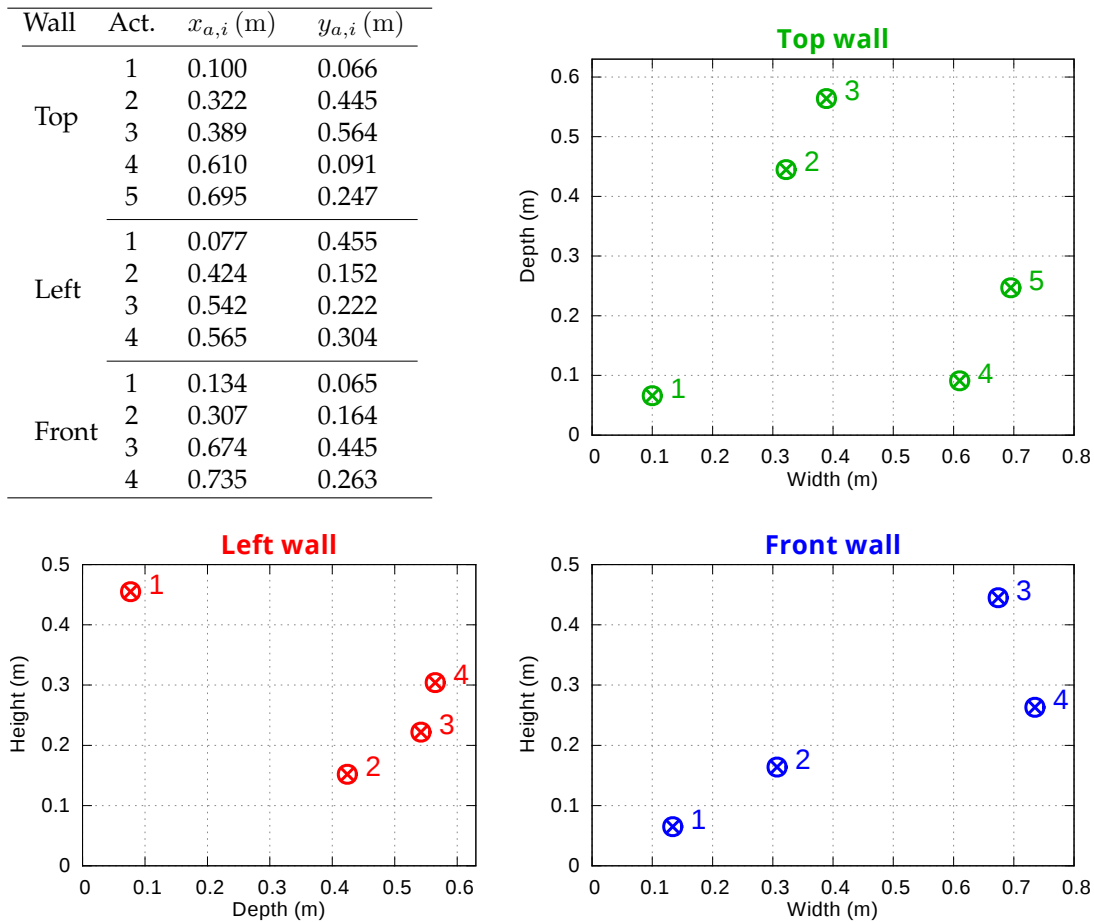 Wall Act. x_{a,i} (m) y_{a,i} (m)
Top
1 0.100 0.066
2 0.322 0.445
3 0.389 0.564
4 0.610 0.091
5 0.695 0.247
Left
1 0.077 0.455
2 0.424 0.152
3 0.542 0.222
4 0.565 0.304
Front
1 0.134 0.065
2 0.307 0.164
3 0.674 0.445
4 0.735 0.263
Top wall
0.6
0.5
0.4
0.3
0.2
0.1
0
Depth (m)
3
2
5
4
1
0 0.1 0.2 0.3 0.4 0.5 0.6 0.7 0.8
Width (m)
Left wall
0.5
0.4
0.3
0.2
0.1
0
Height (m)
1
4
3
2
0 0.1 0.2 0.3 0.4 0.5 0.6
Depth (m)
Front wall
0.5
0.4
0.3
0.2
0.1
0
Height (m)
3
4
2
1
0 0.1 0.2 0.3 0.4 0.5 0.6 0.7 0.8
Width (m)